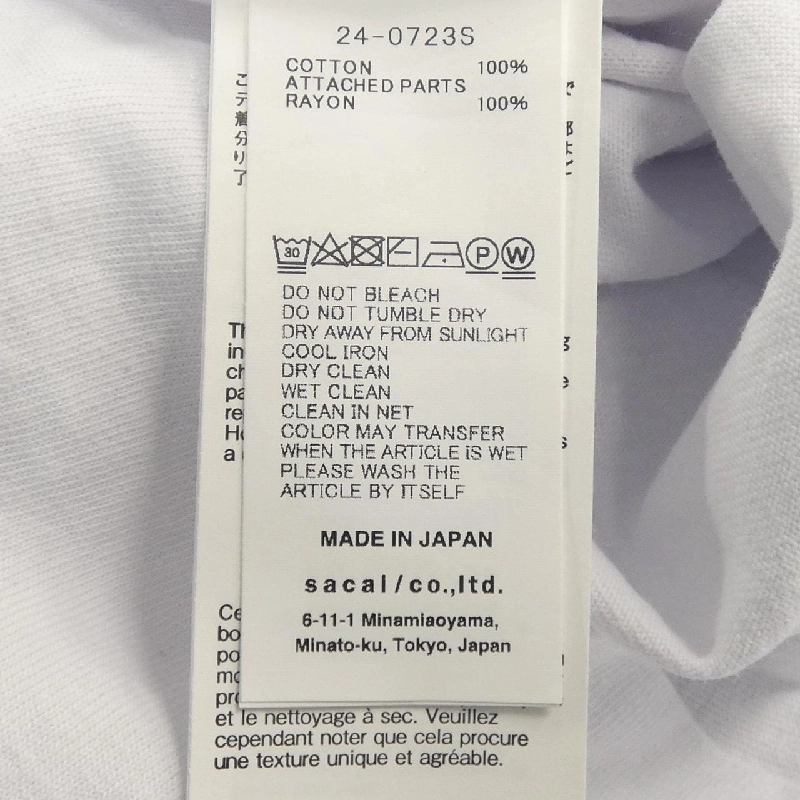 24-0723S
COTTON 100%
ATTACHED PARTS
RAYON 100%
30
P W
DO NOT BLEACH
DO NOT TUMBLE DRY
DRY AWAY FROM SUNLIGHT
COOL IRON
DRY CLEAN
WET CLEAN
CLEAN IN NET
COLOR MAY TRANSFER
WHEN THE ARTICLE iS WET
PLEASE WASH THE
ARTICLE BY ITSELF
MADE IN JAPAN
sacai/co.,ltd.
6-11-1 Minamiaoyama,
Minato-ku, Tokyo, Japan
et le nettoyage à sec. Veuillez
cependant noter que cela procure
une texture unique et agréable.